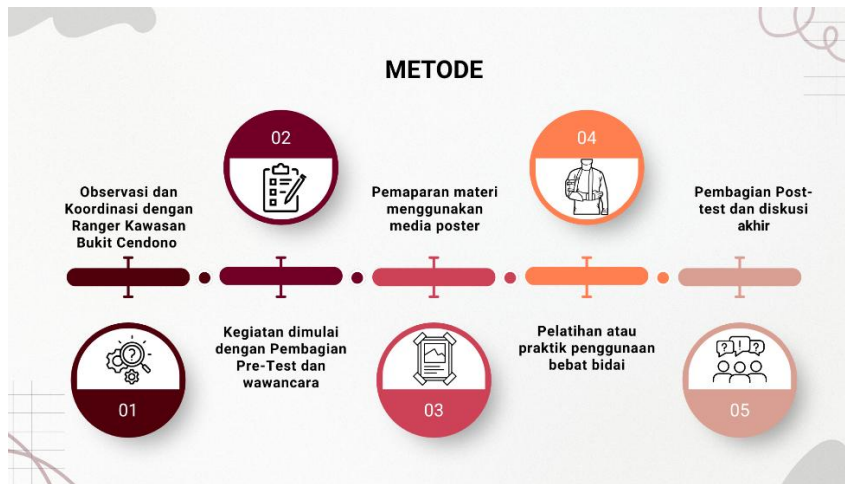 METODE
01
Observasi dan
Koordinasi dengan
Ranger Kawasan
Bukit Cendono
02
Kegiatan dimulai
dengan Pembagian
Pre-Test dan
wawancara
03
Pemaparan materi
menggunakan
media poster
04
Pelatihan atau
praktik penggunaan
bebat bidai
05
Pembagian Post-
test dan diskusi
akhir